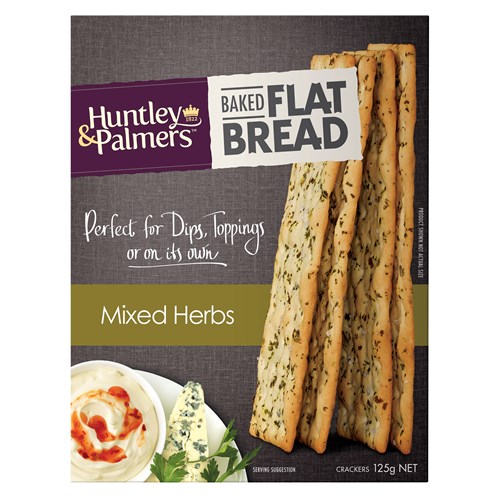 Huntley
1822
& Palmers™
BAKED FLAT
BREAD
Perfect for Dips, Toppings
or on its own
PRODUCT SHOWN NOT ACTUAL SIZE
Mixed Herbs
SERVING SUGGESTION
CRACKERS 125g NET